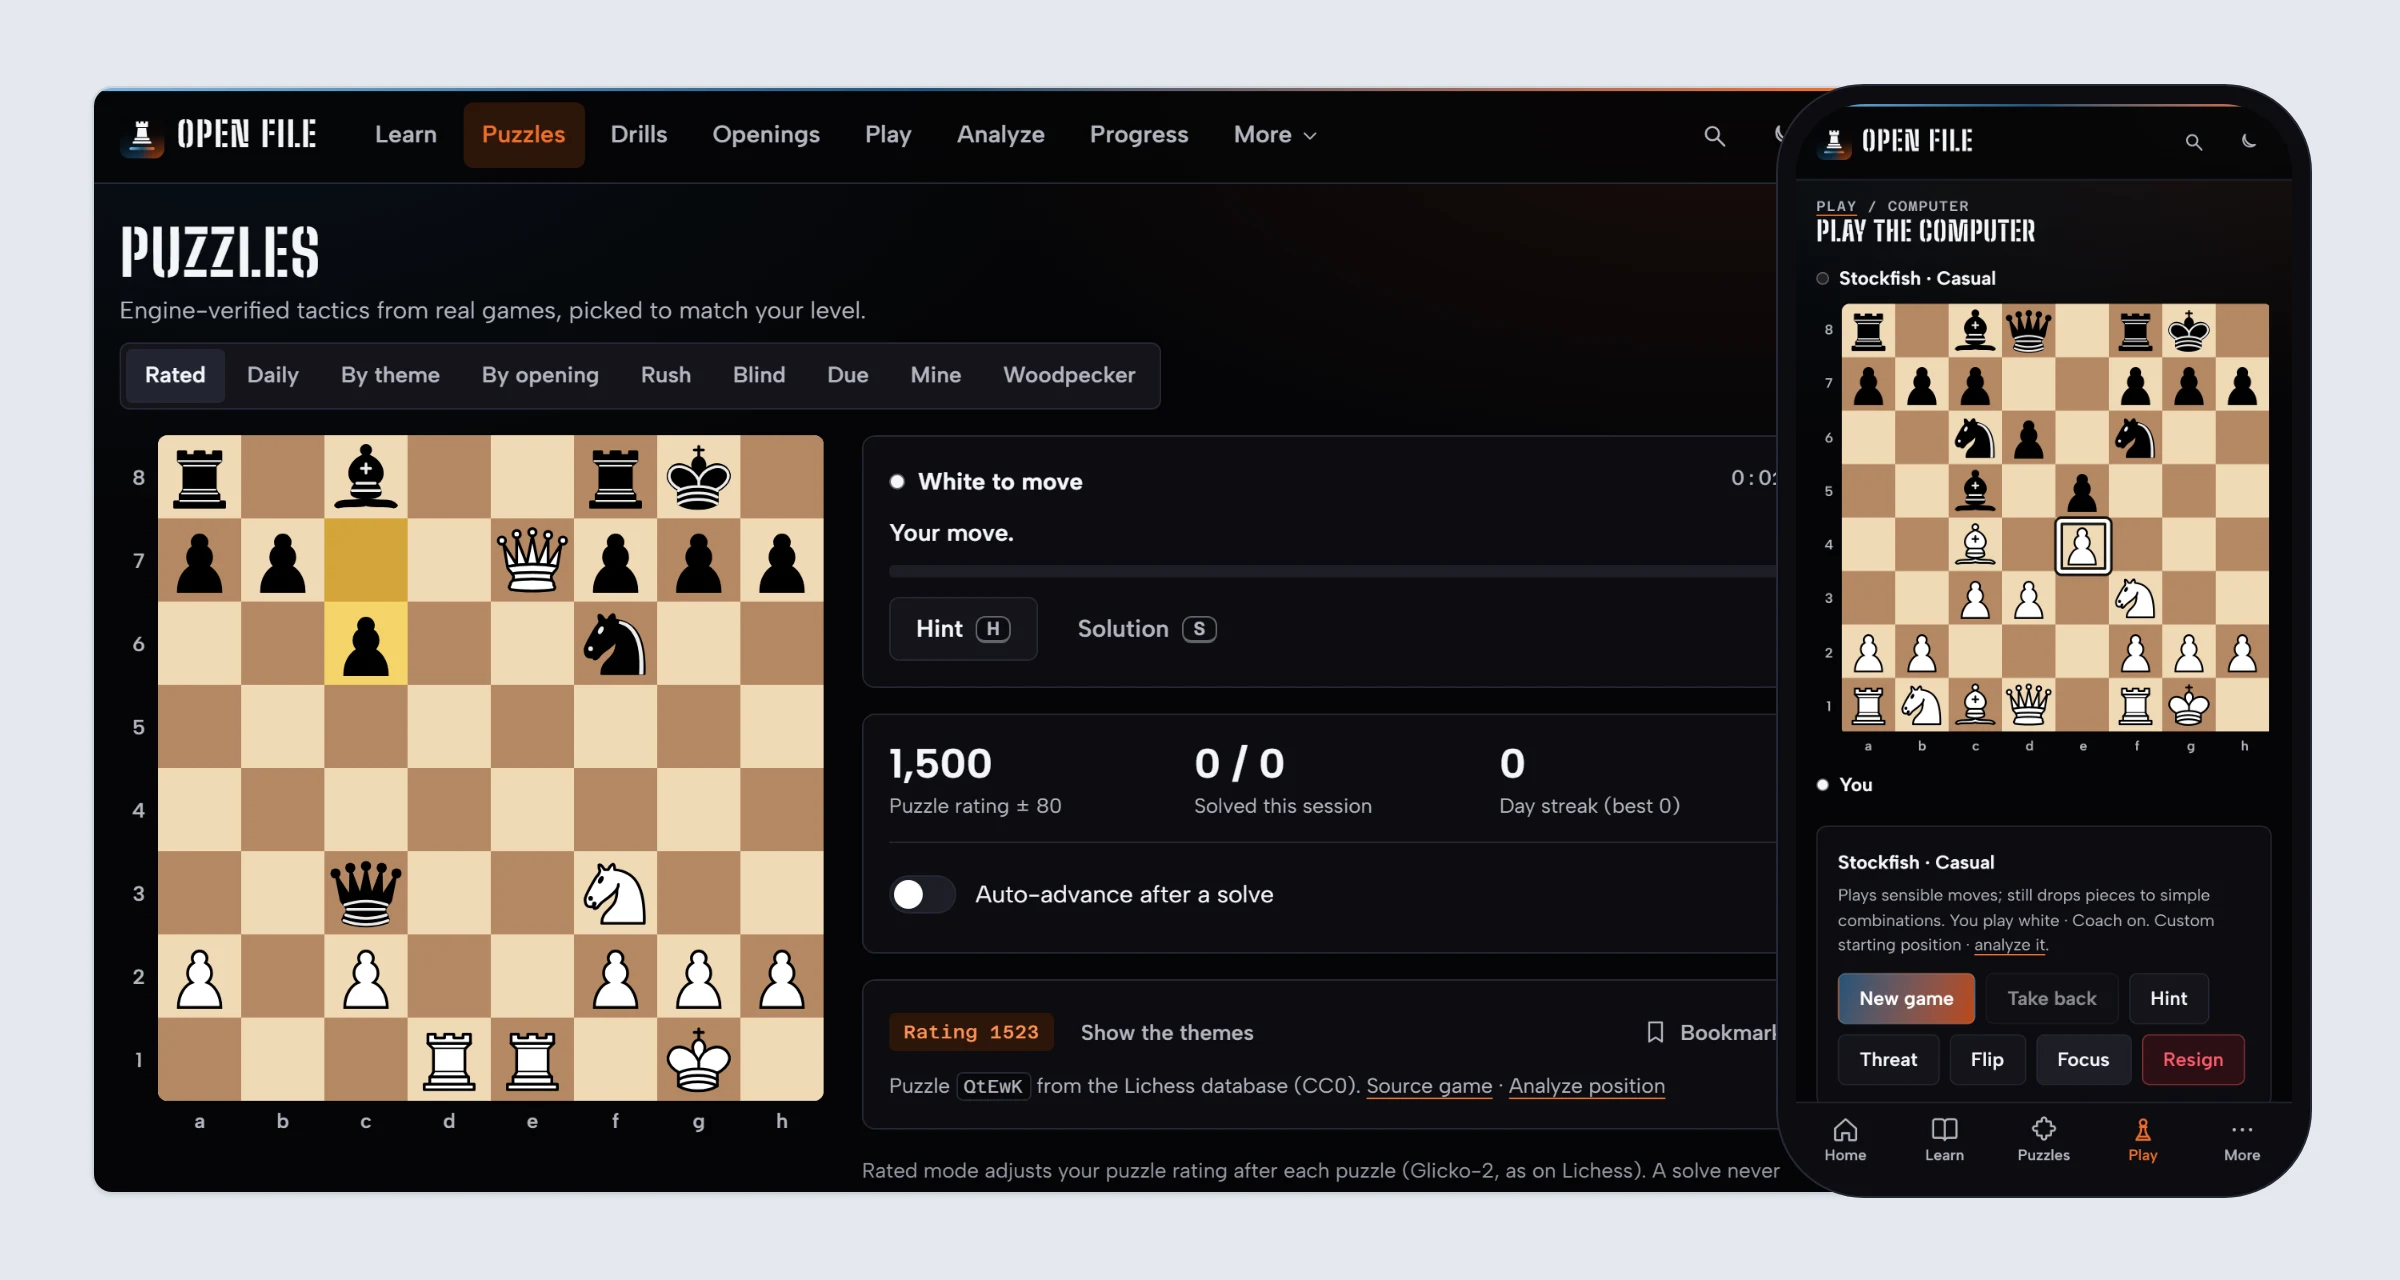 OPEN FILE
Learn
Puzzles
Drills
Openings
Play
Analyze
Progress
More
PUZZLES
Engine-verified tactics from real games, picked to match your level.
Rated
Daily
By theme
By opening
Rush
Blind
Due
Mine
Woodpecker
8
7
6
5
4
3
2
1
a b c d e f g h
White to move
Your move.
Hint H
Solution S
1,500
Puzzle rating ± 80
0 / 0
Solved this session
0
Day streak (best 0)
Auto-advance after a solve
Rating 1523
Show the themes
Bookmark
Puzzle QtEwK from the Lichess database (CC0). Source game · Analyze position
Rated mode adjusts your puzzle rating after each puzzle (Glicko-2, as on Lichess). A solve never
OPEN FILE
PLAY / COMPUTER
PLAY THE COMPUTER
Stockfish · Casual
8
7
6
5
4
3
2
1
a b c d e f g h
You
Stockfish · Casual
Plays sensible moves; still drops pieces to simple
combinations. You play white · Coach on. Custom
starting position · analyze it.
New game
Take back
Hint
Threat
Flip
Focus
Resign
Home
Learn
Puzzles
Play
More